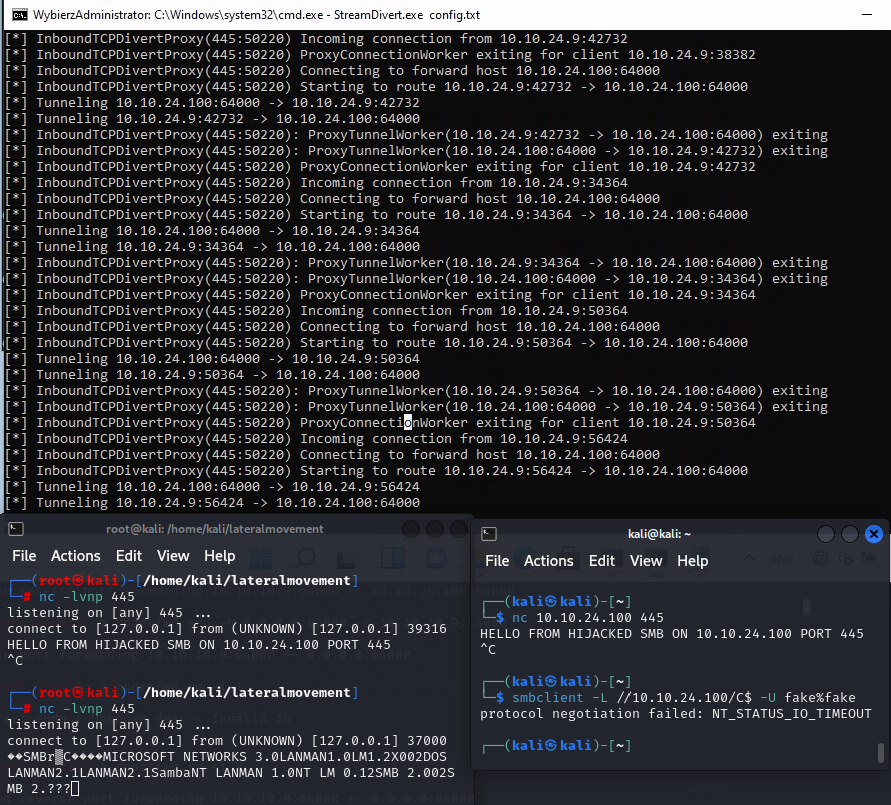 WybierzAdministrator: C:\Windows\system32\cmd.exe - StreamDivert.exe  config.txt
[*] InboundTCPDivertProxy(445:50220) Incoming connection from 10.10.24.9:42732
[*] InboundTCPDivertProxy(445:50220) ProxyConnectionWorker exiting for client 10.10.24.9:38382
[*] InboundTCPDivertProxy(445:50220) Connecting to forward host 10.10.24.100:64000
[*] InboundTCPDivertProxy(445:50220) Starting to route 10.10.24.9:42732 -> 10.10.24.100:64000
[*] Tunneling 10.10.24.100:64000 -> 10.10.24.9:42732
[*] Tunneling 10.10.24.9:42732 -> 10.10.24.100:64000
[*] InboundTCPDivertProxy(445:50220): ProxyTunnelWorker(10.10.24.9:42732 -> 10.10.24.100:64000) exiting
[*] InboundTCPDivertProxy(445:50220): ProxyTunnelWorker(10.10.24.100:64000 -> 10.10.24.9:42732) exiting
[*] InboundTCPDivertProxy(445:50220) ProxyConnectionWorker exiting for client 10.10.24.9:42732
[*] InboundTCPDivertProxy(445:50220) Incoming connection from 10.10.24.9:34364
[*] InboundTCPDivertProxy(445:50220) Connecting to forward host 10.10.24.100:64000
[*] InboundTCPDivertProxy(445:50220) Starting to route 10.10.24.9:34364 -> 10.10.24.100:64000
[*] Tunneling 10.10.24.100:64000 -> 10.10.24.9:34364
[*] Tunneling 10.10.24.9:34364 -> 10.10.24.100:64000
[*] InboundTCPDivertProxy(445:50220): ProxyTunnelWorker(10.10.24.9:34364 -> 10.10.24.100:64000) exiting
[*] InboundTCPDivertProxy(445:50220): ProxyTunnelWorker(10.10.24.100:64000 -> 10.10.24.9:34364) exiting
[*] InboundTCPDivertProxy(445:50220) ProxyConnectionWorker exiting for client 10.10.24.9:34364
[*] InboundTCPDivertProxy(445:50220) Incoming connection from 10.10.24.9:50364
[*] InboundTCPDivertProxy(445:50220) Connecting to forward host 10.10.24.100:64000
[*] InboundTCPDivertProxy(445:50220) Starting to route 10.10.24.9:50364 -> 10.10.24.100:64000
[*] Tunneling 10.10.24.100:64000 -> 10.10.24.9:50364
[*] Tunneling 10.10.24.9:50364 -> 10.10.24.100:64000
[*] InboundTCPDivertProxy(445:50220): ProxyTunnelWorker(10.10.24.9:50364 -> 10.10.24.100:64000) exiting
[*] InboundTCPDivertProxy(445:50220): ProxyTunnelWorker(10.10.24.100:64000 -> 10.10.24.9:50364) exiting
[*] InboundTCPDivertProxy(445:50220) ProxyConnectionWorker exiting for client 10.10.24.9:50364
[*] InboundTCPDivertProxy(445:50220) Incoming connection from 10.10.24.9:56424
[*] InboundTCPDivertProxy(445:50220) Connecting to forward host 10.10.24.100:64000
[*] InboundTCPDivertProxy(445:50220) Starting to route 10.10.24.9:56424 -> 10.10.24.100:64000
[*] Tunneling 10.10.24.100:64000 -> 10.10.24.9:56424
[*] Tunneling 10.10.24.9:56424 -> 10.10.24.100:64000
root@kali: /home/kali/lateralmovement
File Actions Edit View Help
┌──(root㉿kali)-[/home/kali/lateralmovement]
└─# nc -lvnp 445
listening on [any] 445 ...
connect to [127.0.0.1] from (UNKNOWN) [127.0.0.1] 39316
HELLO FROM HIJACKED SMB ON 10.10.24.100 PORT 445
^C
┌──(root㉿kali)-[/home/kali/lateralmovement]
└─# nc -lvnp 445
listening on [any] 445 ...
connect to [127.0.0.1] from (UNKNOWN) [127.0.0.1] 37000
��SMBr▒C����MICROSOFT NETWORKS 3.0LANMAN1.0LM1.2X002DOS
LANMAN2.1LANMAN2.1SambaNT LANMAN 1.0NT LM 0.12SMB 2.002S
MB 2.???
kali@kali: ~
File Actions Edit View Help
┌──(kali㉿kali)-[~]
└─$ nc 10.10.24.100 445
HELLO FROM HIJACKED SMB ON 10.10.24.100 PORT 445
^C
┌──(kali㉿kali)-[~]
└─$ smbclient -L //10.10.24.100/C$ -U fake%fake
protocol negotiation failed: NT_STATUS_IO_TIMEOUT
┌──(kali㉿kali)-[~]